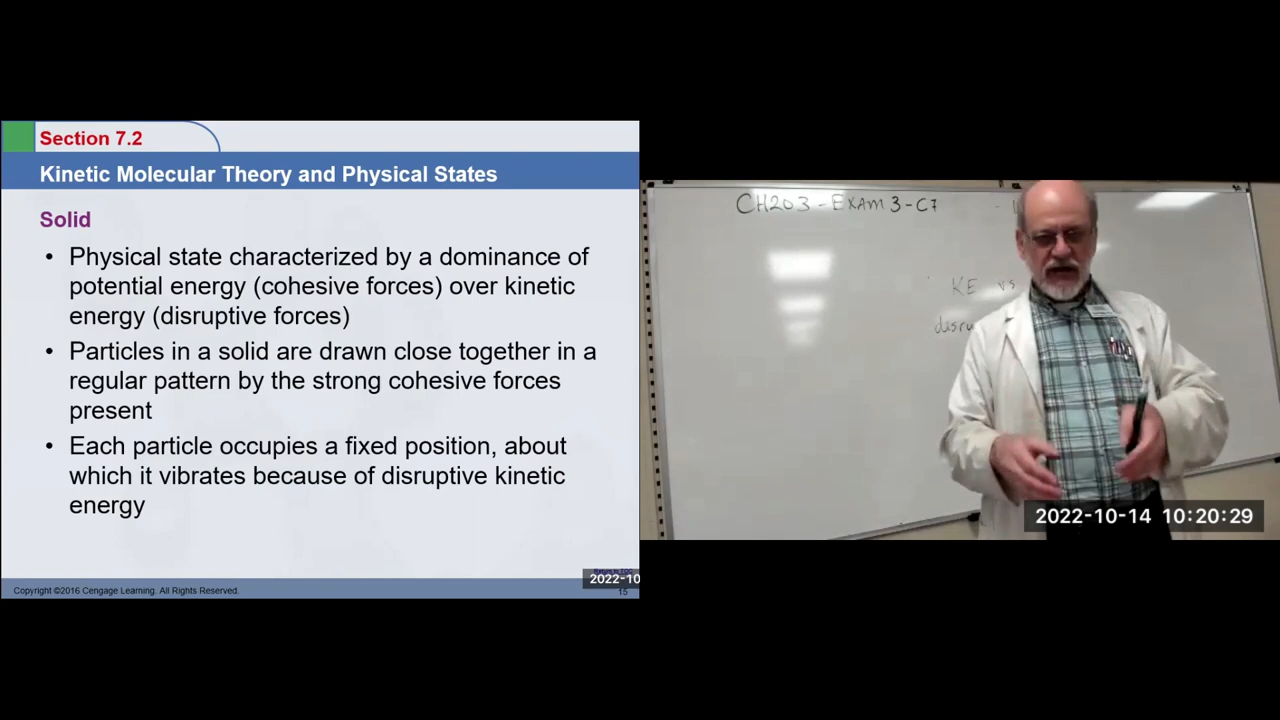 Section 7.2
Kinetic Molecular Theory and Physical States
Solid
• Physical state characterized by a dominance of
potential energy (cohesive forces) over kinetic
energy (disruptive forces)
• Particles in a solid are drawn close together in a
regular pattern by the strong cohesive forces
present
• Each particle occupies a fixed position, about
which it vibrates because of disruptive kinetic
energy
Copyright ©2016 Cengage Learning. All Rights Reserved.
2022-10
15
CH203 - EXAM 3 - C7
KE vs
disru
2022-10-14 10:20:29